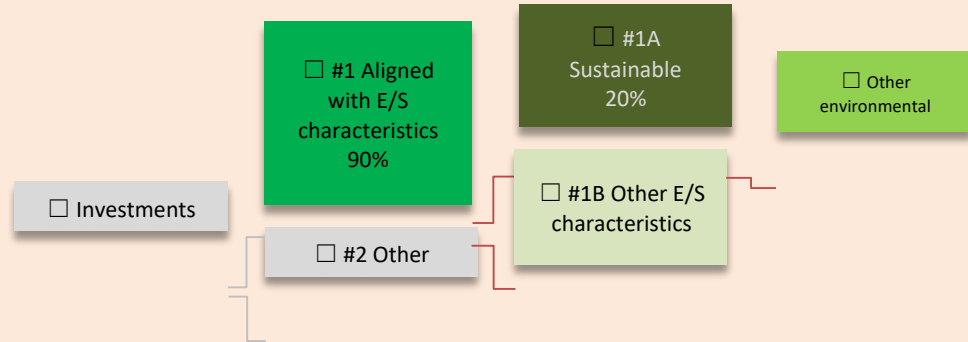 ☐ Investments
☐ #1 Aligned
with E/S
characteristics
90%
☐ #2 Other
☐ #1A
Sustainable
20%
☐ #1B Other E/S
characteristics
☐ Other
environmental